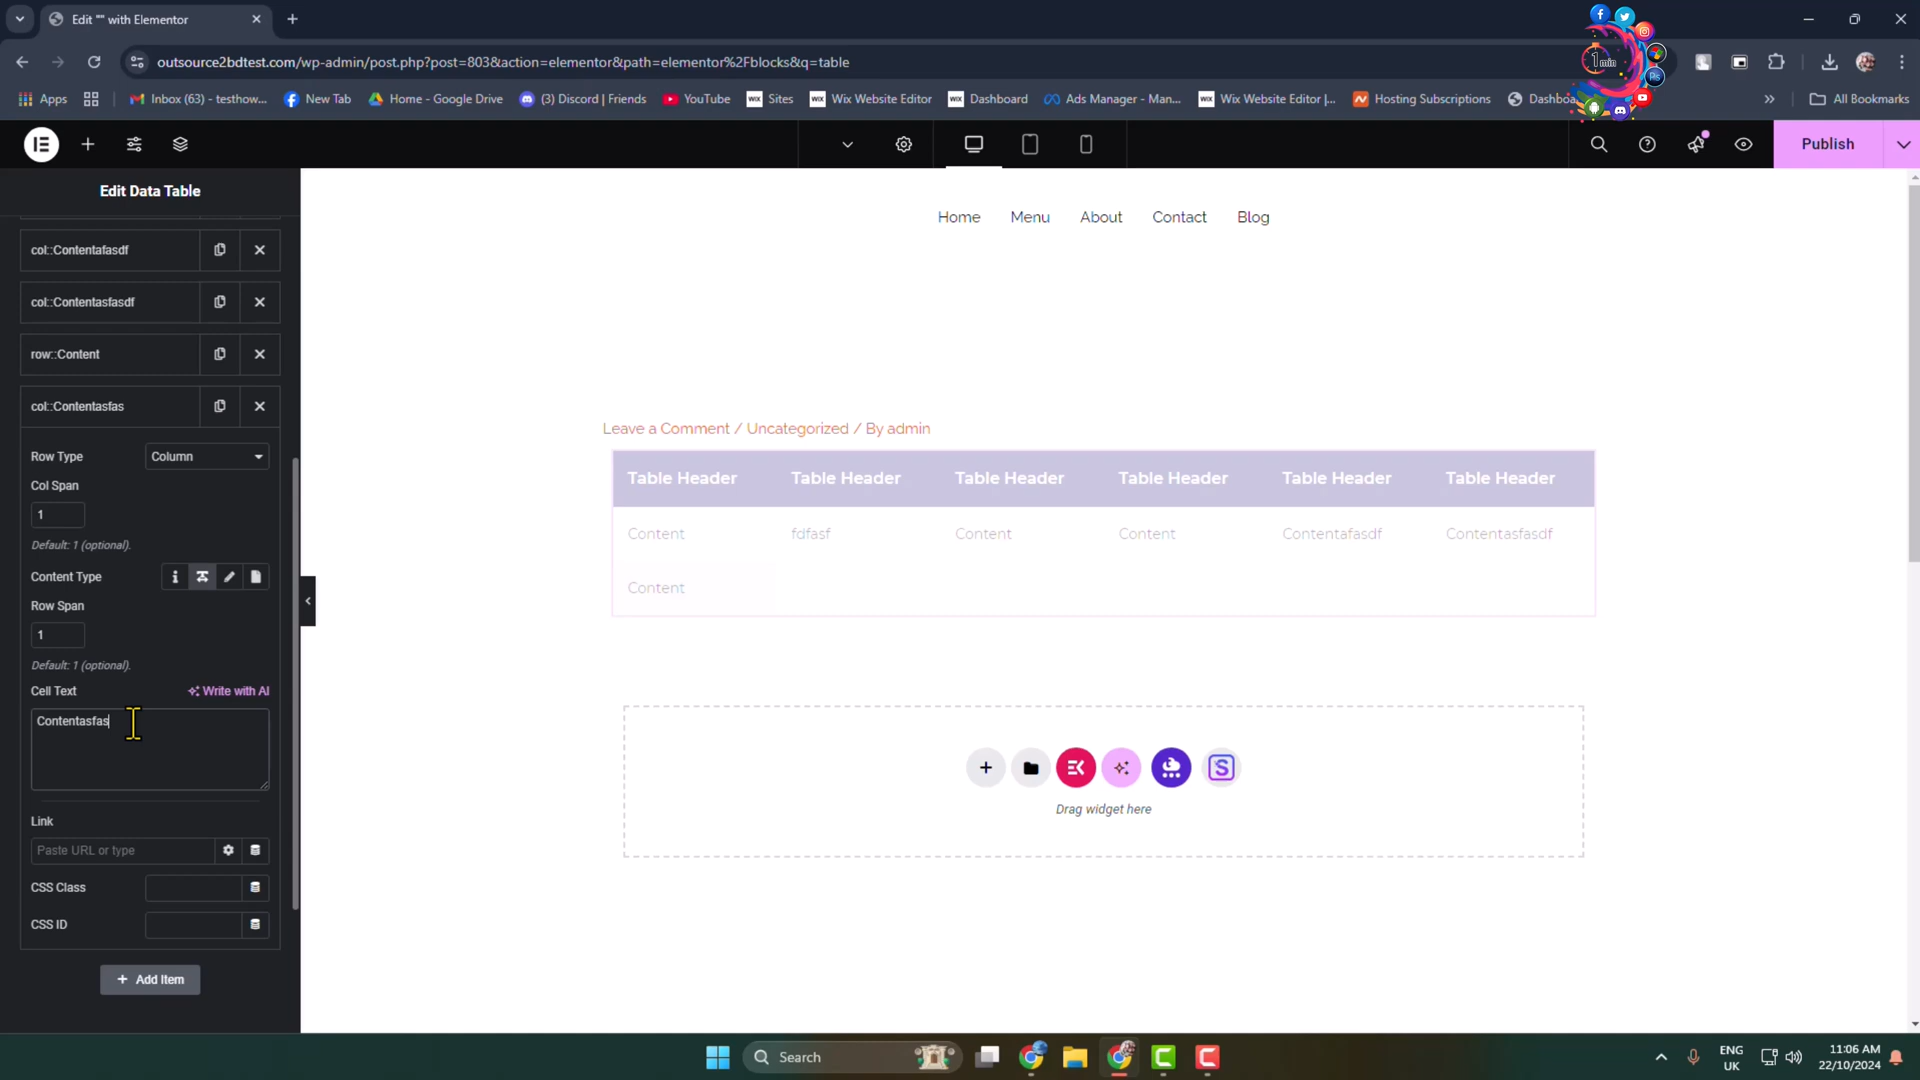 Edit "" with Elementor
outsource2bdtest.com/wp-admin/post.php?post=803&action=elementor&path=elementor%2Fblocks&q=table
1min
Apps
Inbox (63) - testhow...
New Tab
Home - Google Drive
(3) Discord | Friends
YouTube
Sites
Wix Website Editor
Dashboard
Ads Manager - Man...
Wix Website Editor |...
Hosting Subscriptions
Dashboa
All Bookmarks
Publish
Edit Data Table
Home Menu About Contact Blog
col::Contentafasdf
col::Contentasfasdf
row::Content
col::Contentasfas
Row Type Column
Col Span
1
Default: 1 (optional).
Content Type
Row Span
1
Default: 1 (optional).
Cell Text Write with AI
Contentasfas
Link
Paste URL or type
CSS Class
CSS ID
+ Add Item
Leave a Comment / Uncategorized / By admin
Table Header Table Header Table Header Table Header Table Header Table Header
Content fdfasf Content Content Contentafasdf Contentasfasdf
Content
Drag widget here
Search
ENG
UK
11:06 AM
22/10/2024